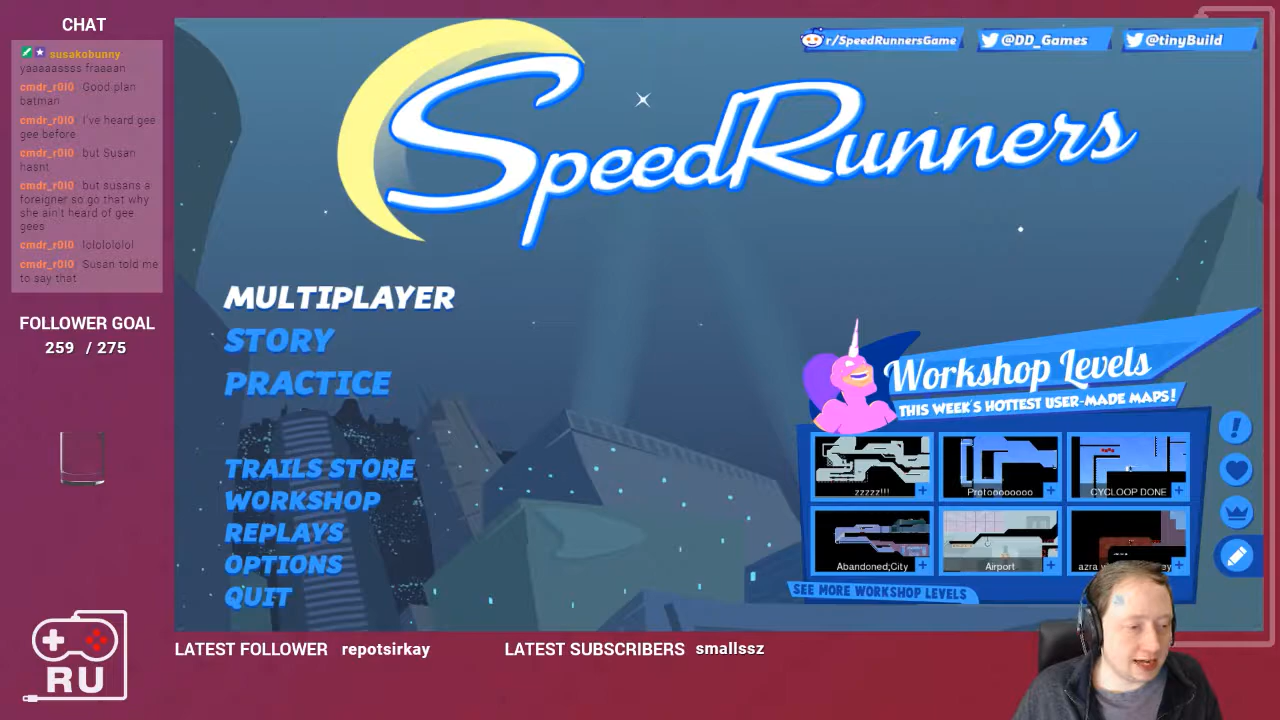 CHAT
susakobunny
yaaaaassss fraaaan
cmdr_r0l0 Good plan
batman
cmdr_r0l0 I've heard gee
gee before
cmdr_r0l0 but Susan
hasnt
cmdr_r0l0 but susans a
foreigner so go that why
she ain't heard of gee
gees
cmdr_r0l0 lolololol
cmdr_r0l0 Susan told me
to say that
FOLLOWER GOAL
259 / 275
RU
r/SpeedRunnersGame
@DD_Games
@tinyBuild
SpeedRunners
MULTIPLAYER
STORY
PRACTICE
TRAILS STORE
WORKSHOP
REPLAYS
OPTIONS
QUIT
Workshop Levels
THIS WEEK'S HOTTEST USER-MADE MAPS!
zzzzz!!!
Protoooooooo
CYCLOOP DONE
Abandoned;City
Airport
azra
SEE MORE WORKSHOP LEVELS
LATEST FOLLOWER repotsirkay
LATEST SUBSCRIBERS smallssz